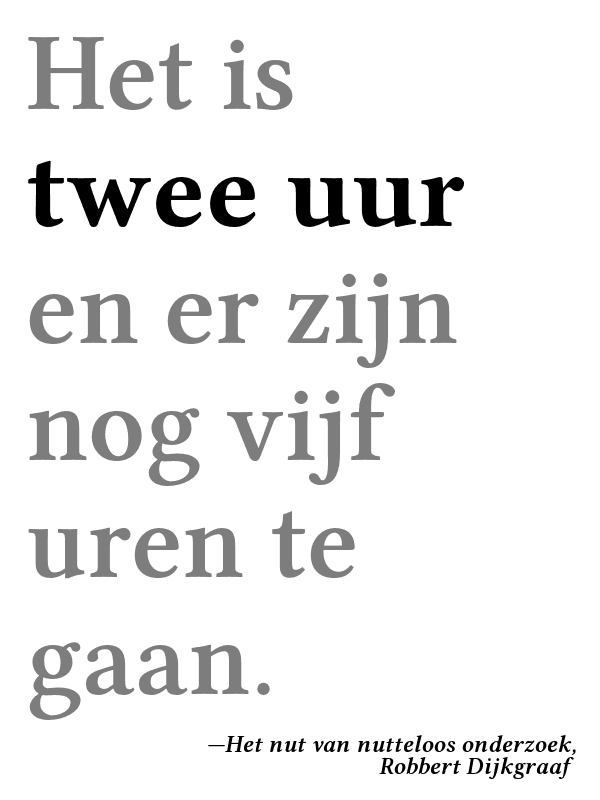 Het is
twee uur
en er zijn
nog vijf
uren te
gaan.
—Het nut van nutteloos onderzoek,
Robbert Dijkgraaf